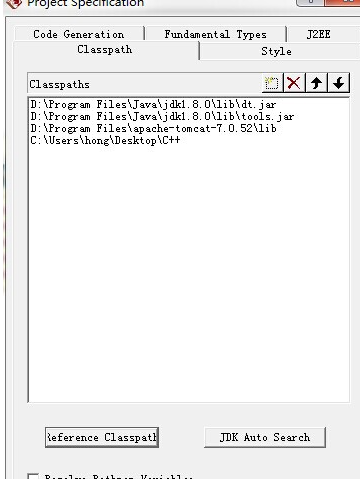 Project Specification
Code Generation
Fundamental Types
J2EE
Classpath
Style
Classpaths
D:\Program Files\Java\jdk1.8.0\lib\dt.jar
D:\Program Files\Java\jdk1.8.0\lib\tools.jar
D:\Program Files\apache-tomcat-7.0.52\lib
C:\Users\hong\Desktop\C++
Reference Classpath
JDK Auto Search